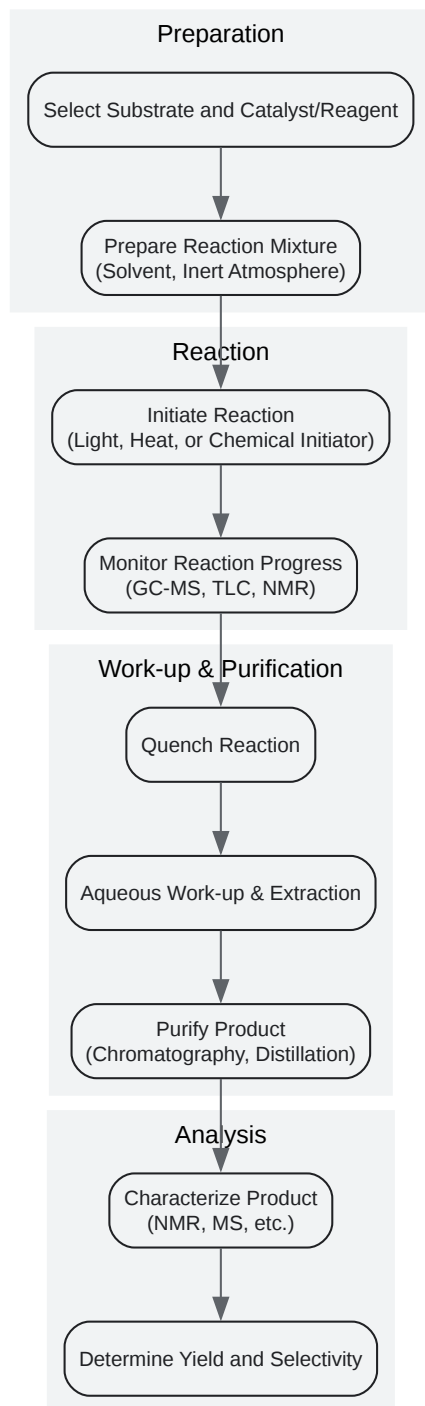 Preparation
Select Substrate and Catalyst/Reagent
Prepare Reaction Mixture
(Solvent, Inert Atmosphere)
Reaction
Initiate Reaction
(Light, Heat, or Chemical Initiator)
Monitor Reaction Progress
(GC-MS, TLC, NMR)
Work-up & Purification
Quench Reaction
Aqueous Work-up & Extraction
Purify Product
(Chromatography, Distillation)
Analysis
Characterize Product
(NMR, MS, etc.)
Determine Yield and Selectivity